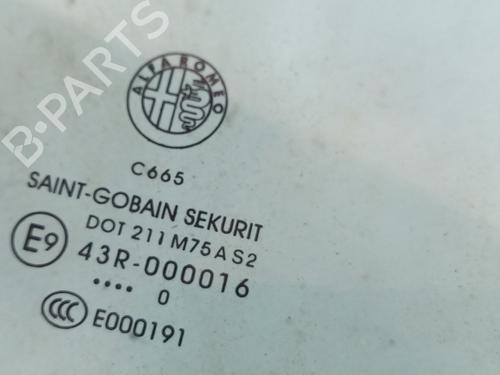 B-PARTS
ALFA ROMEO
C665
SAINT-GOBAIN SEKURIT
DOT 211 M75 A S2
E9 43R-000016
.... 0
CCC E000191